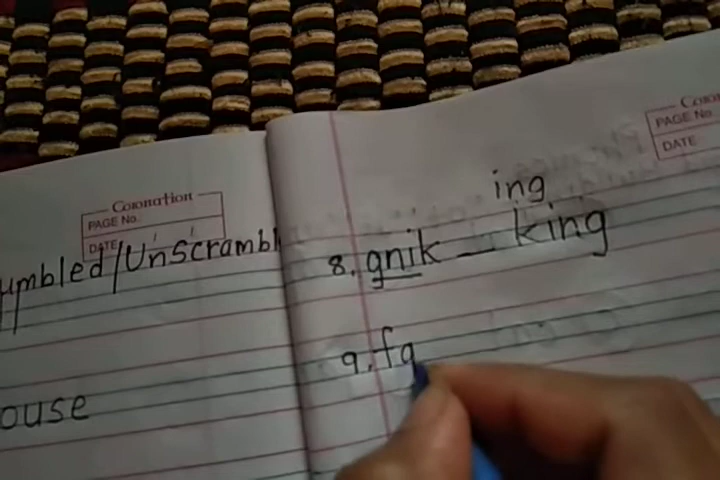 Coronation
PAGE No.
DATE
umbled/UnScrambl
ouse
PAGE No.
DATE
ing
8. gnik — king
9. fa